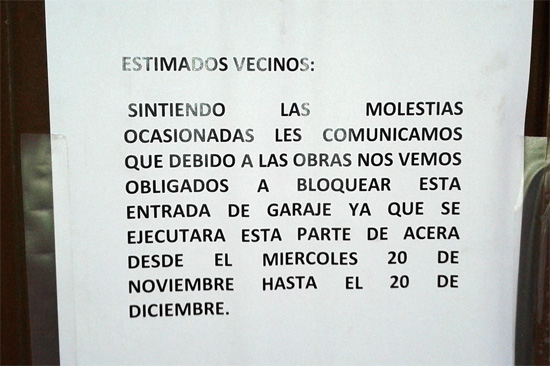 ESTIMADOS VECINOS:
SINTIENDO LAS MOLESTIAS
OCASIONADAS LES COMUNICAMOS
QUE DEBIDO A LAS OBRAS NOS VEMOS
OBLIGADOS A BLOQUEAR ESTA
ENTRADA DE GARAJE YA QUE SE
EJECUTARA ESTA PARTE DE ACERA
DESDE EL MIERCOLES 20 DE
NOVIEMBRE HASTA EL 20 DE
DICIEMBRE.